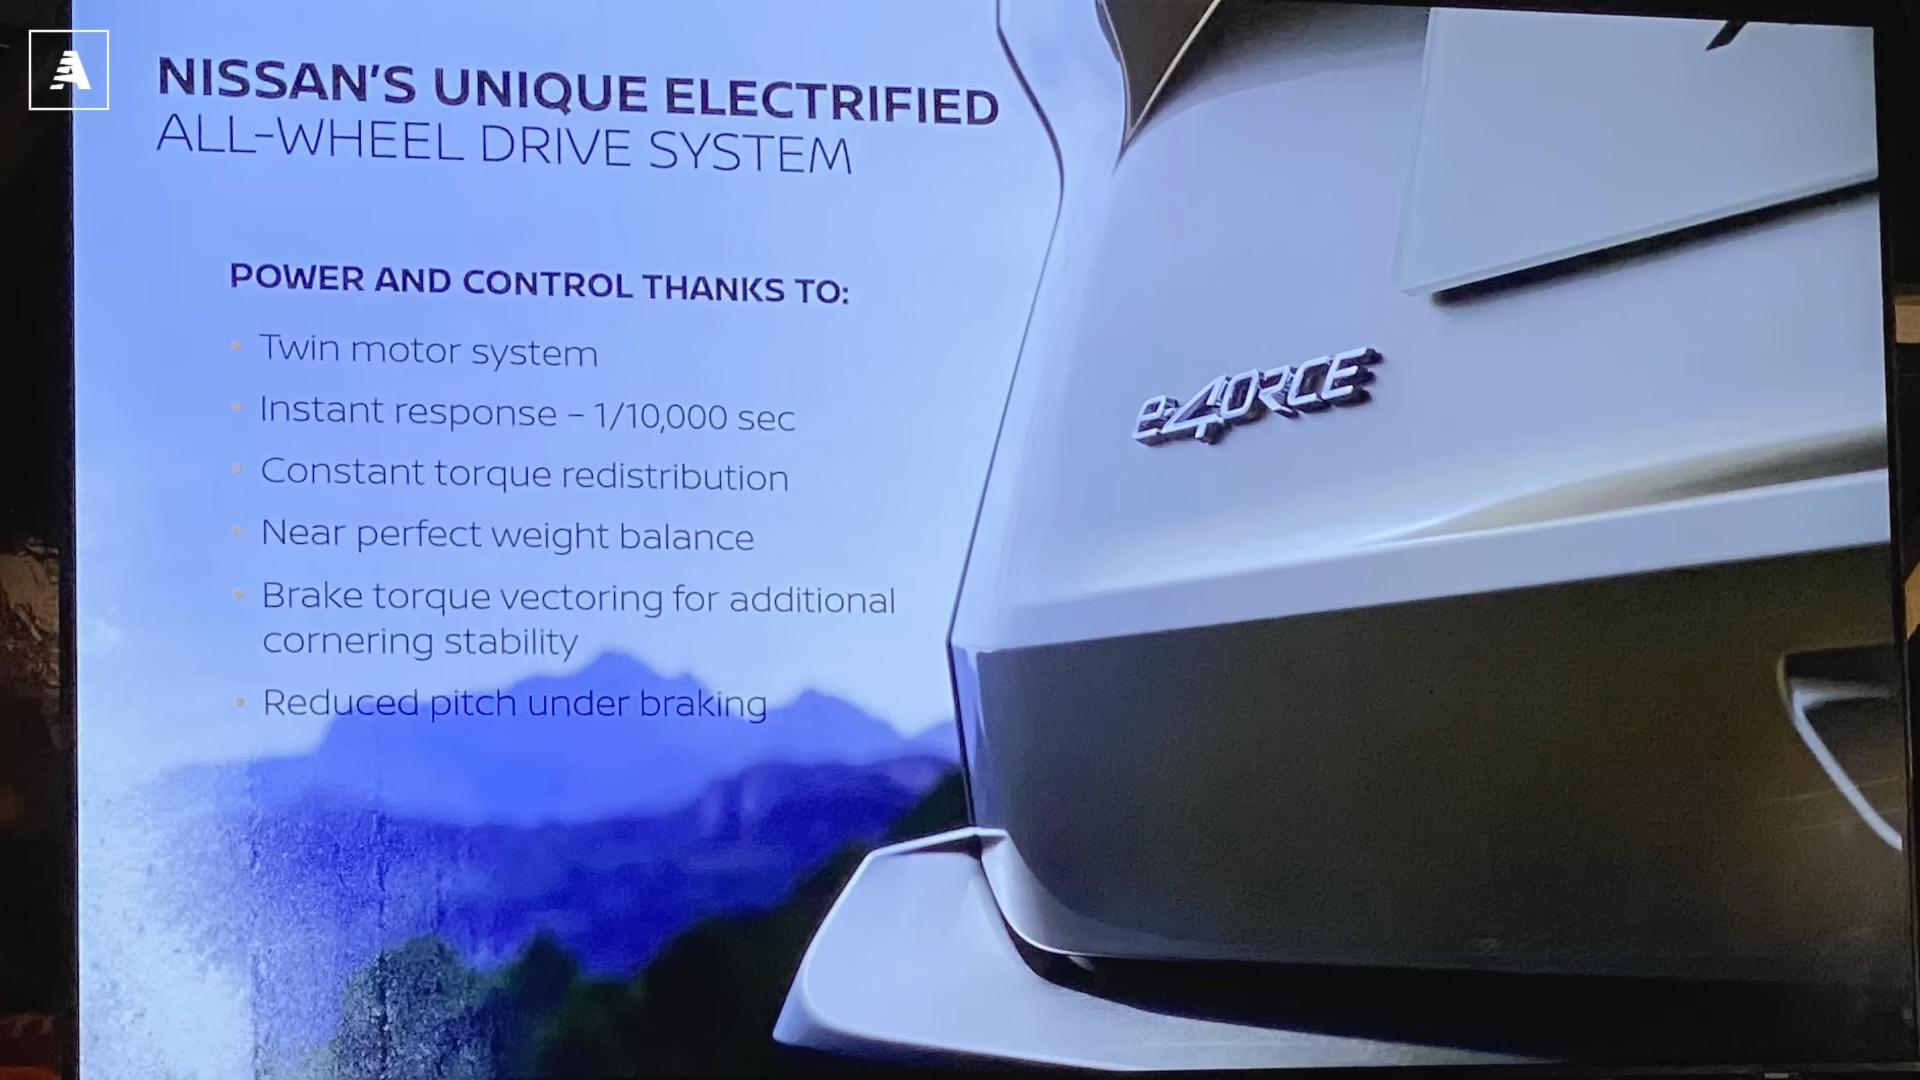 A
NISSAN'S UNIQUE ELECTRIFIED
ALL-WHEEL DRIVE SYSTEM
POWER AND CONTROL THANKS TO:
• Twin motor system
• Instant response – 1/10,000 sec
• Constant torque redistribution
• Near perfect weight balance
• Brake torque vectoring for additional
cornering stability
• Reduced pitch under braking
e-4ORCE